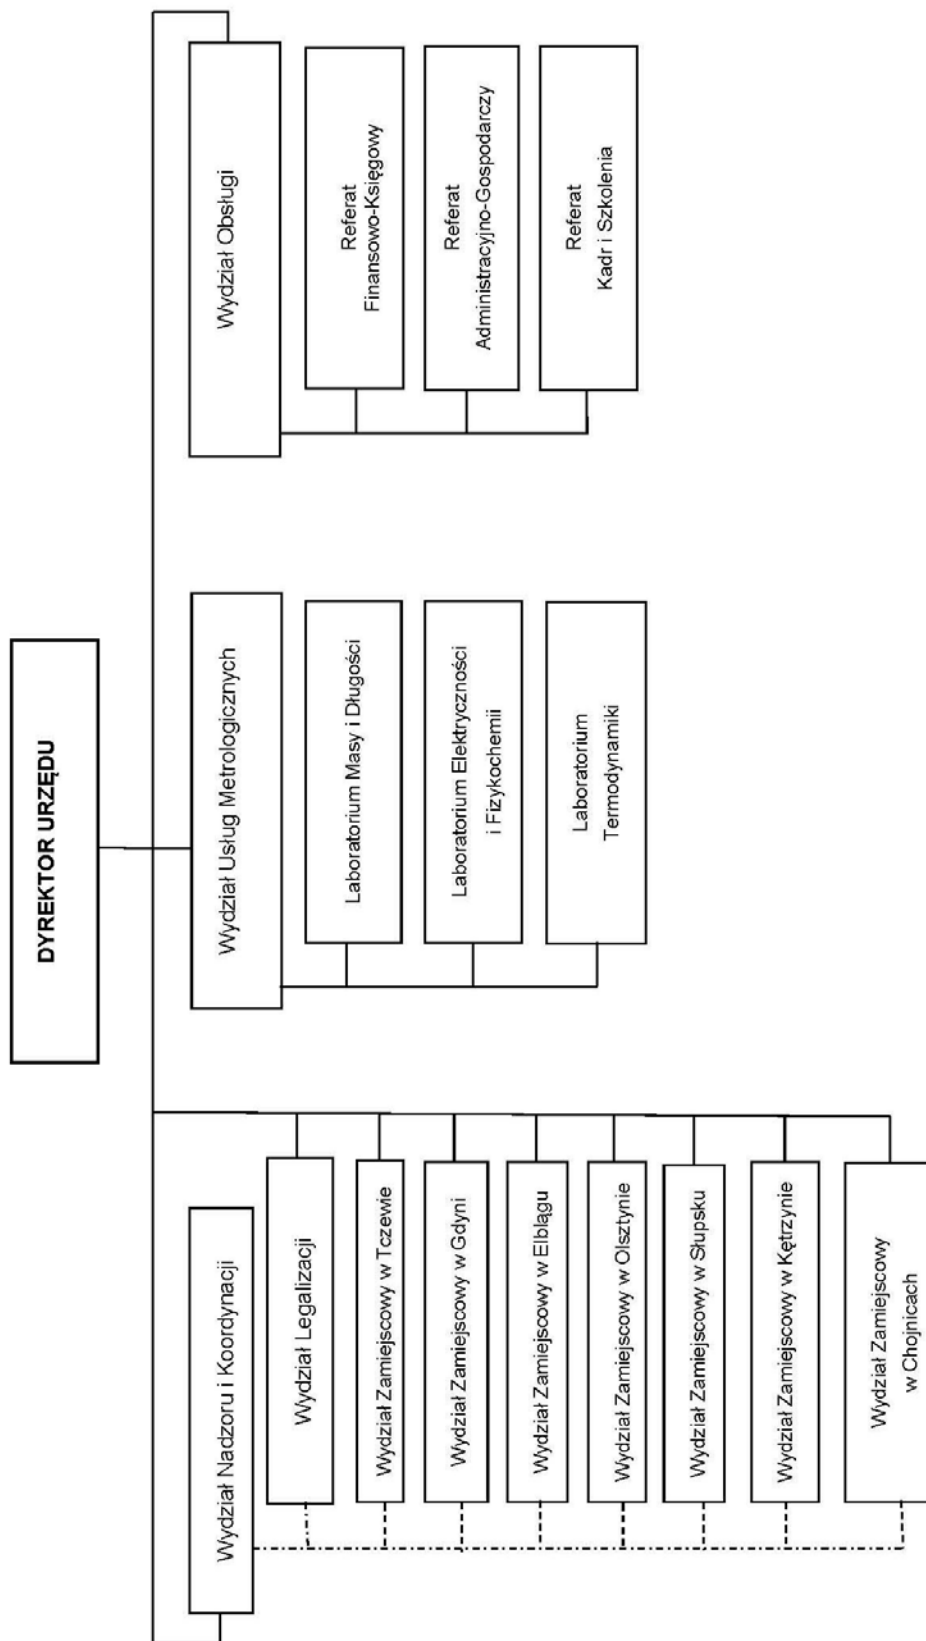 DYREKTOR URZĘDU
Wydział Nadzoru i Koordynacji
Wydział Legalizacji
Wydział Zamiejscowy w Tczewie
Wydział Zamiejscowy w Gdyni
Wydział Zamiejscowy w Elblągu
Wydział Zamiejscowy w Olsztynie
Wydział Zamiejscowy w Słupsku
Wydział Zamiejscowy w Kętrzynie
Wydział Zamiejscowy
w Chojnicach
Wydział Usług Metrologicznych
Laboratorium Masy i Długości
Laboratorium Elektryczności
i Fizykochemii
Laboratorium
Termodynamiki
Wydział Obsługi
Referat
Finansowo-Księgowy
Referat
Administracyjno-Gospodarczy
Referat
Kadr i Szkolenia